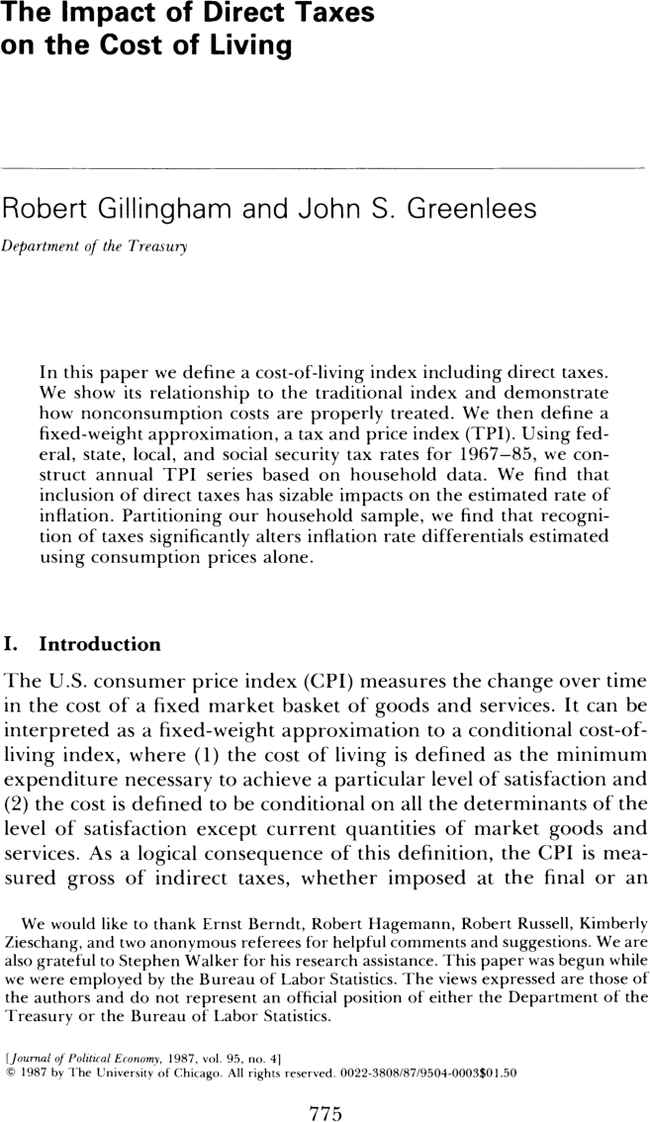 The Impact of Direct Taxes
on the Cost of Living
Robert Gillingham and John S. Greenlees
Department of the Treasury
In this paper we define a cost-of-living index including direct taxes.
We show its relationship to the traditional index and demonstrate
how nonconsumption costs are properly treated. We then define a
fixed-weight approximation, a tax and price index (TPI). Using fed-
eral, state, local, and social security tax rates for 1967–85, we con-
struct annual TPI series based on household data. We find that
inclusion of direct taxes has sizable impacts on the estimated rate of
inflation. Partitioning our household sample, we find that recogni-
tion of taxes significantly alters inflation rate differentials estimated
using consumption prices alone.
I. Introduction
The U.S. consumer price index (CPI) measures the change over time
in the cost of a fixed market basket of goods and services. It can be
interpreted as a fixed-weight approximation to a conditional cost-of-
living index, where (1) the cost of living is defined as the minimum
expenditure necessary to achieve a particular level of satisfaction and
(2) the cost is defined to be conditional on all the determinants of the
level of satisfaction except current quantities of market goods and
services. As a logical consequence of this definition, the CPI is mea-
sured gross of indirect taxes, whether imposed at the final or an
We would like to thank Ernst Berndt, Robert Hagemann, Robert Russell, Kimberly
Zieschang, and two anonymous referees for helpful comments and suggestions. We are
also grateful to Stephen Walker for his research assistance. This paper was begun while
we were employed by the Bureau of Labor Statistics. The views expressed are those of
the authors and do not represent an official position of either the Department of the
Treasury or the Bureau of Labor Statistics.
[Journal of Political Economy, 1987, vol. 95, no. 4]
© 1987 by The University of Chicago. All rights reserved. 0022-3808/87/9504-0003$01.50
775